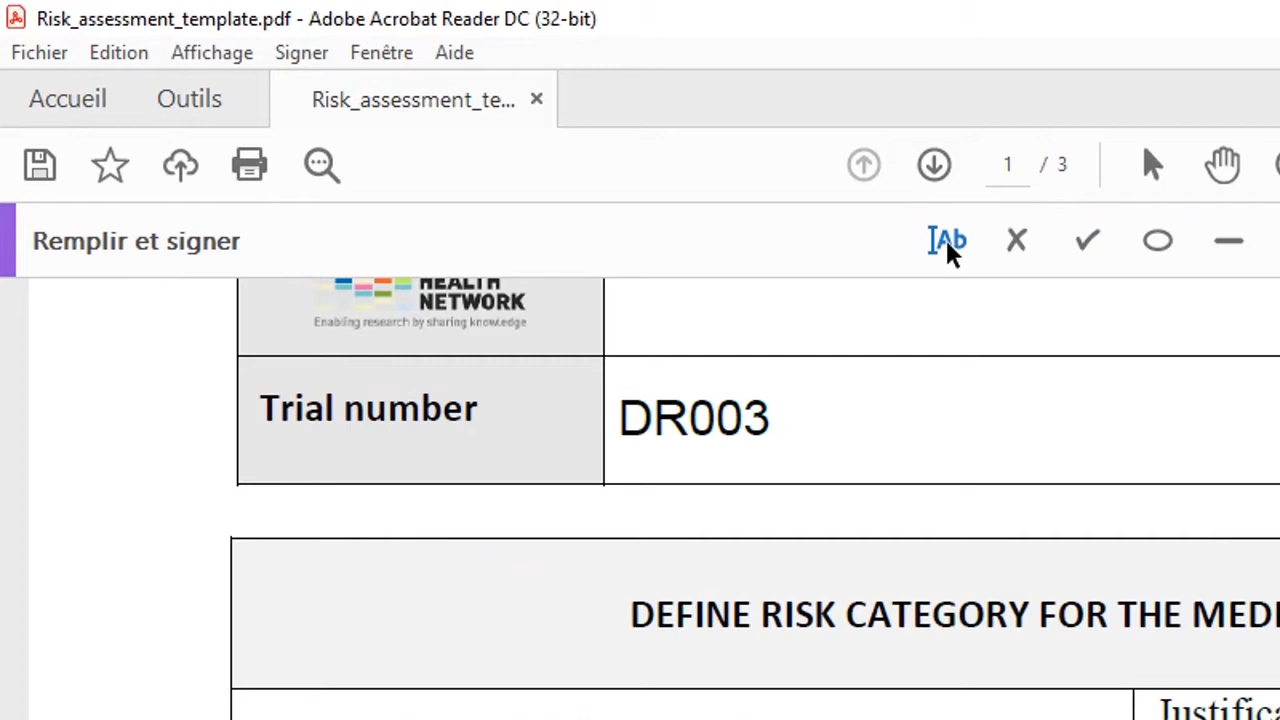 Risk_assessment_template.pdf - Adobe Acrobat Reader DC (32-bit)
Fichier Edition Affichage Signer Fenêtre Aide
Accueil Outils Risk_assessment_te... ×
1 / 3
Remplir et signer Ab
HEALTH
NETWORK
Enabling research by sharing knowledge
Trial number DR003
DEFINE RISK CATEGORY FOR THE MEDI
Justifica